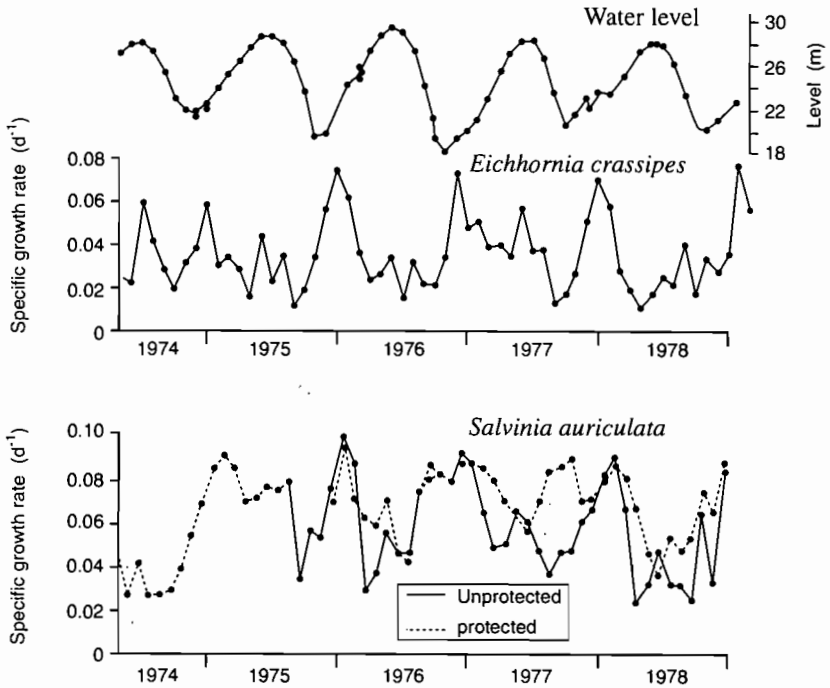 Water level
30
26
22
18
Level (m)
Eichhornia crassipes
Specific growth rate (d⁻¹)
0.08
0.06
0.04
0.02
0
1974 1975 1976 1977 1978
Salvinia auriculata
Specific growth rate (d⁻¹)
0.10
0.08
0.06
0.04
0.02
0
Unprotected
protected
1974 1975 1976 1977 1978